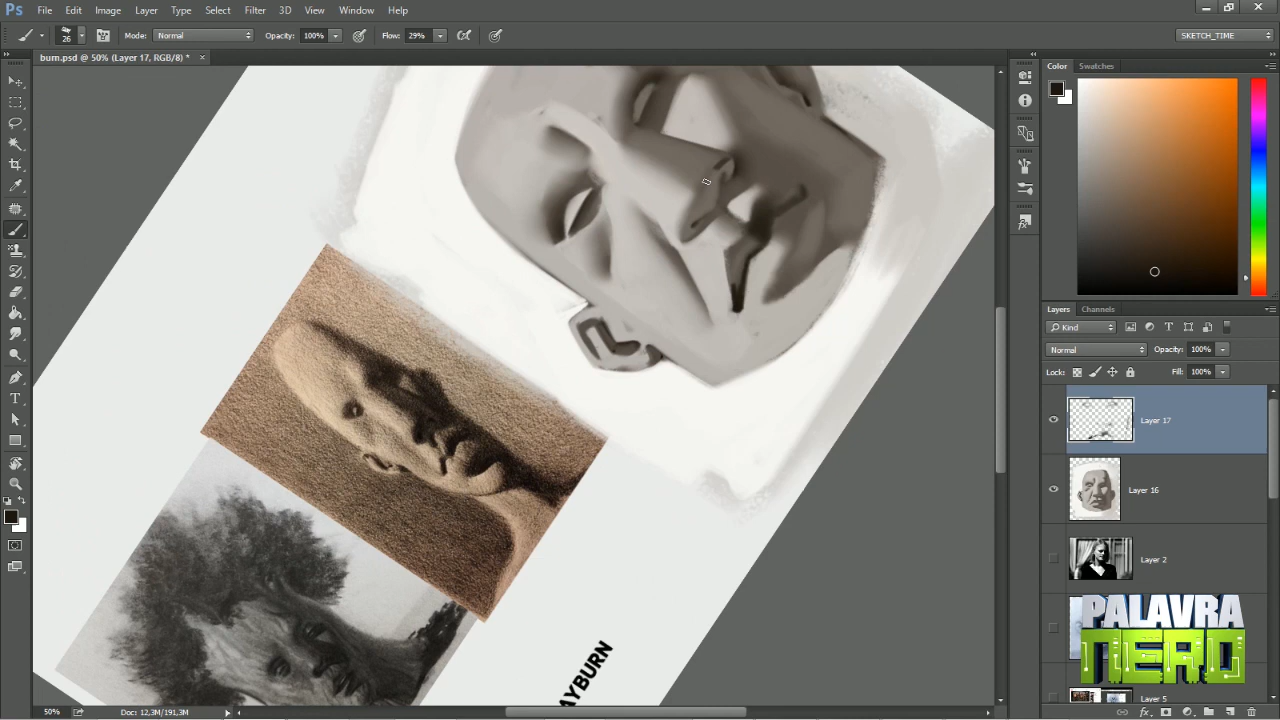 Ps File Edit Image Layer Type Select Filter 3D View Window Help
26 Mode: Normal Opacity: 100% Flow: 29% SKETCH_TIME
burn.psd @ 50% (Layer 17, RGB/8) * ×
Color Swatches
Layers Channels
Kind
Normal Opacity: 100%
Lock: Fill: 100%
Layer 17
Layer 16
Layer 2
PALAVRA
NERD
Layer 5
AYBURN
50% Doc: 12,3M/191,3M